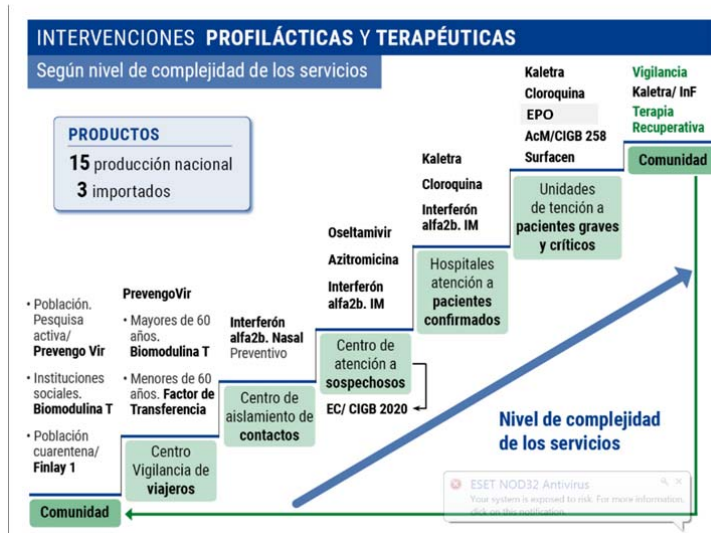 INTERVENCIONES PROFILÁCTICAS Y TERAPÉUTICAS
Según nivel de complejidad de los servicios
PRODUCTOS
15 producción nacional
3 importados
• Población.
Pesquisa
activa/
Prevengo Vir
• Instituciones
sociales.
Biomodulina T
• Población
cuarentena/
Finlay 1
Comunidad
PrevengoVir
• Mayores de 60
años.
Biomodulina T
• Menores de 60
años. Factor de
Transferencia
Centro
Vigilancia de
viajeros
Interferón
alfa2b. Nasal
Preventivo
Centro de
aislamiento de
contactos
Oseltamivir
Azitromicina
Interferón
alfa2b. IM
Centro de
atención a
sospechosos
EC/ CIGB 2020
Kaletra
Cloroquina
Interferón
alfa2b. IM
Hospitales
atención a
pacientes
confirmados
Kaletra
Cloroquina
EPO
AcM/CIGB 258
Surfacen
Unidades
de tención a
pacientes graves
y críticos
Vigilancia
Kaletra/ InF
Terapia
Recuperativa
Comunidad
Nivel de complejidad
de los servicios
ESET NOD32 Antivirus
Your system is exposed to risk. For more information,
click on this notification.